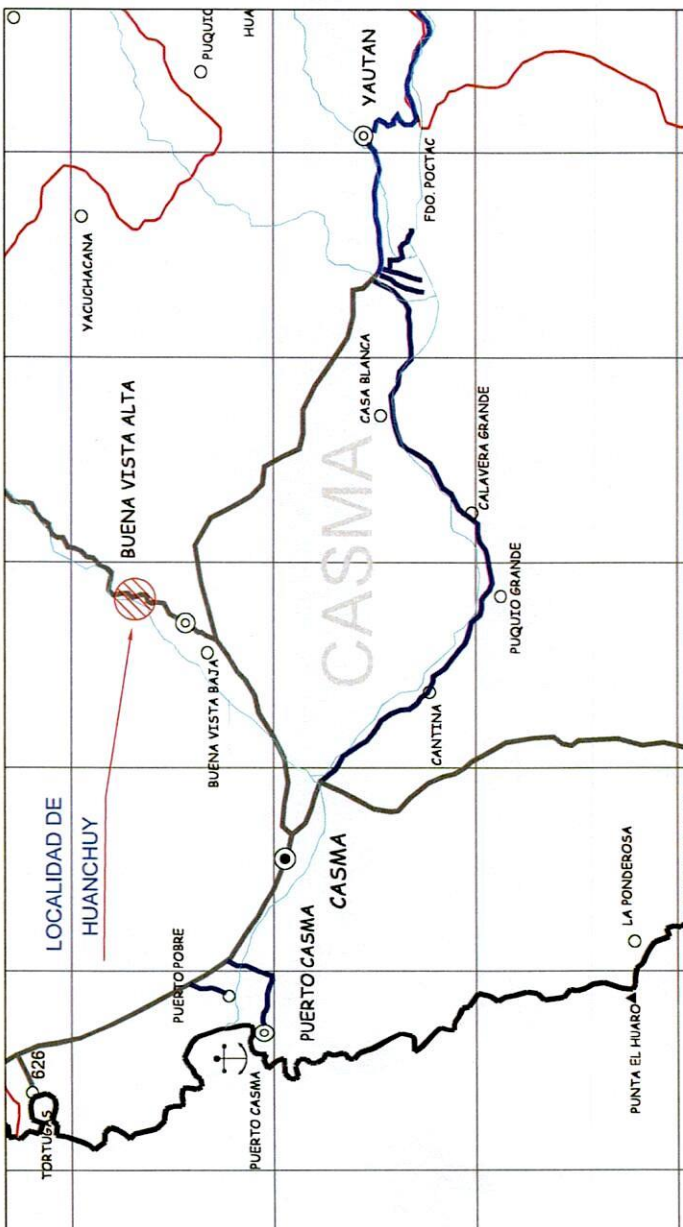 PUQUIO
HUA
YAUTAN
YACUCHACANA
FDO. POCTAC
BUENA VISTA ALTA
CASA BLANCA
CASMA
CALAVERA GRANDE
PUQUIO GRANDE
BUENA VISTA BAJA
CANTINA
LOCALIDAD DE
HUANCHUY
CASMA
LA PONDEROSA
PUERTO POBRE
PUERTO CASMA
PUNTA EL HUARO
PUERTO CASMA
626
TORTUGAS